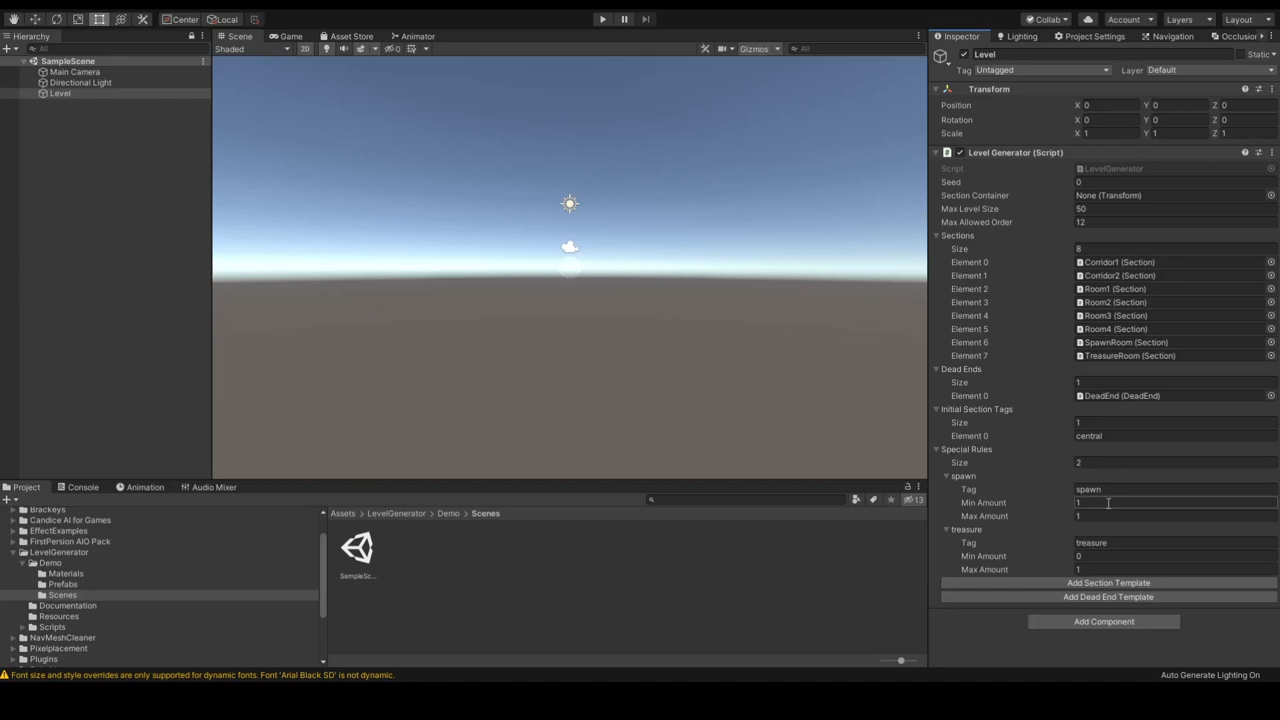 Center Local Collab Account Layers Layout
Hierarchy Scene Game Asset Store Animator Inspector Lighting Project Settings Navigation Occlusion
All Shaded 2D 0 Gizmos All Level Static
SampleScene Tag Untagged Layer Default
Main Camera
Directional Light Transform
Level
Position X 0 Y 0 Z 0
Rotation X 0 Y 0 Z 0
Scale X 1 Y 1 Z 1
Level Generator (Script)
Script LevelGenerator
Seed 0
Section Container None (Transform)
Max Level Size 50
Max Allowed Order 12
Sections
Size 8
Element 0 Corridor1 (Section)
Element 1 Corridor2 (Section)
Element 2 Room1 (Section)
Element 3 Room2 (Section)
Element 4 Room3 (Section)
Element 5 Room4 (Section)
Element 6 SpawnRoom (Section)
Element 7 TreasureRoom (Section)
Dead Ends
Size 1
Element 0 DeadEnd (DeadEnd)
Initial Section Tags
Size 1
Element 0 central
Special Rules
Size 2
spawn
Tag spawn
Min Amount 1
Max Amount 1
treasure
Tag treasure
Min Amount 0
Max Amount 1
Add Section Template
Add Dead End Template
Add Component
Project Console Animation Audio Mixer
13
Assets LevelGenerator Demo Scenes
Brackeys
Candice AI for Games
EffectExamples
FirstPersion AIO Pack
LevelGenerator
Demo
Materials
Prefabs
Scenes
Documentation
Resources
Scripts
NavMeshCleaner
Pixelplacement
Plugins
SampleSc...
Font size and style overrides are only supported for dynamic fonts. Font 'Arial Black SD' is not dynamic. Auto Generate Lighting On